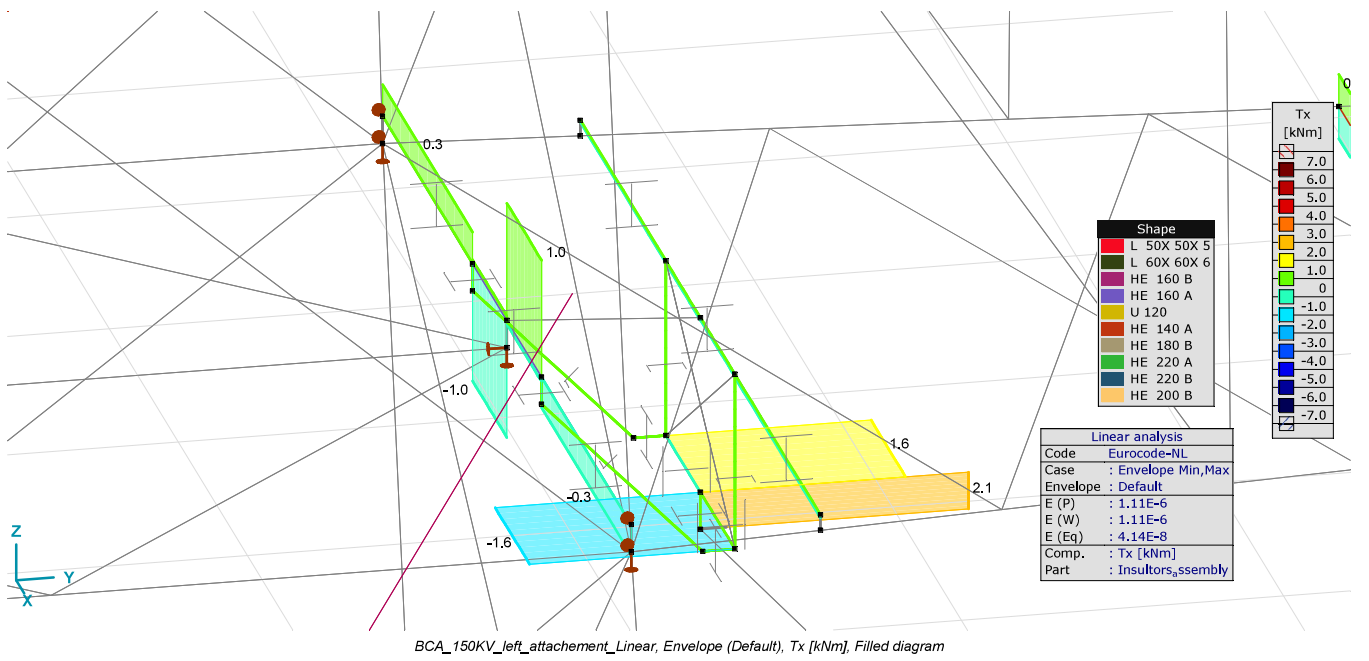 0
Tx
[kNm]
7.0
6.0
5.0
4.0
3.0
2.0
1.0
0
-1.0
-2.0
-3.0
-4.0
-5.0
-6.0
-7.0
0.3
1.0
-1.0
-0.3
-1.6
1.6
2.1
Shape
L 50X 50X 5
L 60X 60X 6
HE 160 B
HE 160 A
U 120
HE 140 A
HE 180 B
HE 220 A
HE 220 B
HE 200 B
Linear analysis
Code Eurocode-NL
Case : Envelope Min,Max
Envelope : Default
E (P) : 1.11E-6
E (W) : 1.11E-6
E (Eq) : 4.14E-8
Comp. : Tx [kNm]
Part : Insultors_assembly
Z
Y
X
BCA_150KV_left_attachement_Linear, Envelope (Default), Tx [kNm], Filled diagram